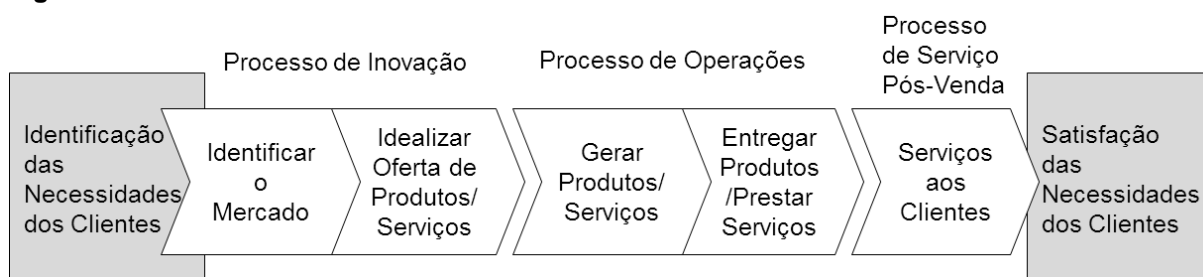 Processo de Inovação
Processo de Operações
Processo
de Serviço
Pós-Venda
Identificação
das
Necessidades
dos Clientes
Identificar
o
Mercado
Idealizar
Oferta de
Produtos/
Serviços
Gerar
Produtos/
Serviços
Entregar
Produtos
/Prestar
Serviços
Serviços
aos
Clientes
Satisfação
das
Necessidades
dos Clientes